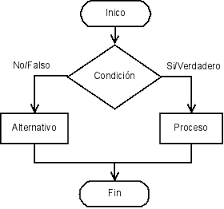 Inico
No/Falso
Condición
Si/Verdadero
Alternativo
Proceso
Fin